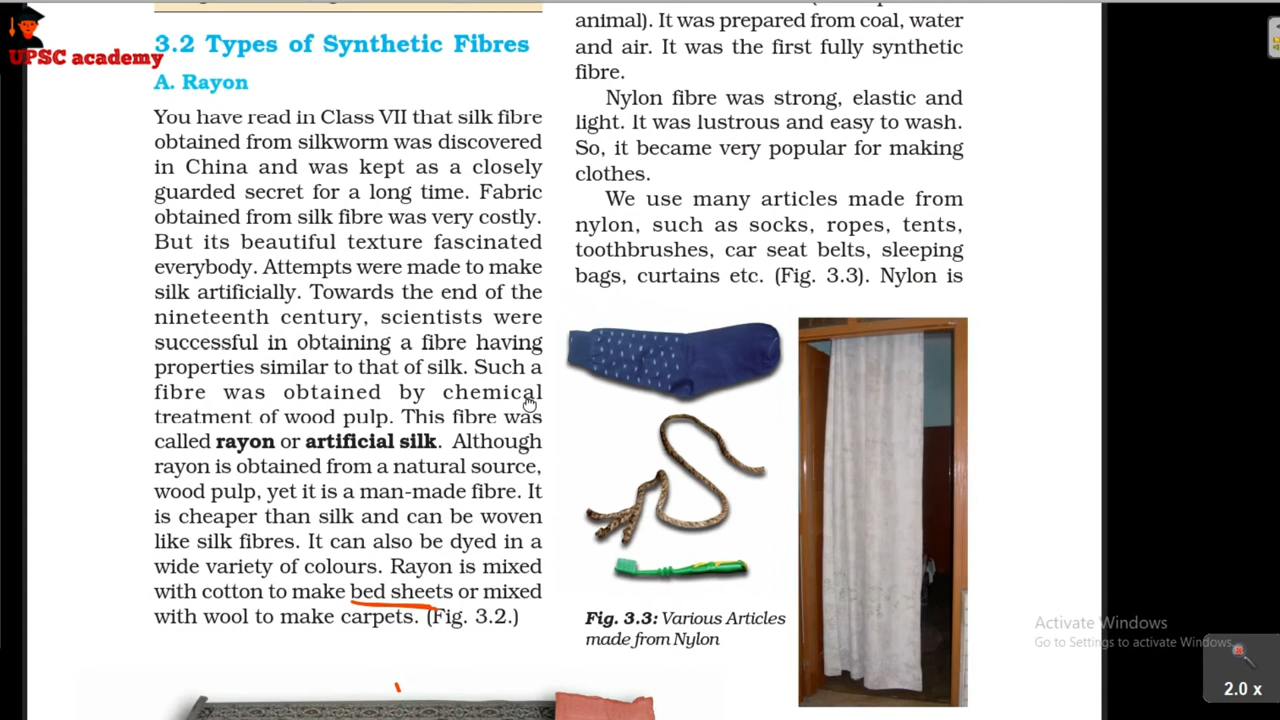 UPSC academy
3.2 Types of Synthetic Fibres
A. Rayon
You have read in Class VII that silk fibre
obtained from silkworm was discovered
in China and was kept as a closely
guarded secret for a long time. Fabric
obtained from silk fibre was very costly.
But its beautiful texture fascinated
everybody. Attempts were made to make
silk artificially. Towards the end of the
nineteenth century, scientists were
successful in obtaining a fibre having
properties similar to that of silk. Such a
fibre was obtained by chemical
treatment of wood pulp. This fibre was
called rayon or artificial silk. Although
rayon is obtained from a natural source,
wood pulp, yet it is a man-made fibre. It
is cheaper than silk and can be woven
like silk fibres. It can also be dyed in a
wide variety of colours. Rayon is mixed
with cotton to make bed sheets or mixed
with wool to make carpets. (Fig. 3.2.)
animal). It was prepared from coal, water
and air. It was the first fully synthetic
fibre.
Nylon fibre was strong, elastic and
light. It was lustrous and easy to wash.
So, it became very popular for making
clothes.
We use many articles made from
nylon, such as socks, ropes, tents,
toothbrushes, car seat belts, sleeping
bags, curtains etc. (Fig. 3.3). Nylon is
Fig. 3.3: Various Articles
made from Nylon
Activate Windows
Go to Settings to activate Windows.
2.0 x